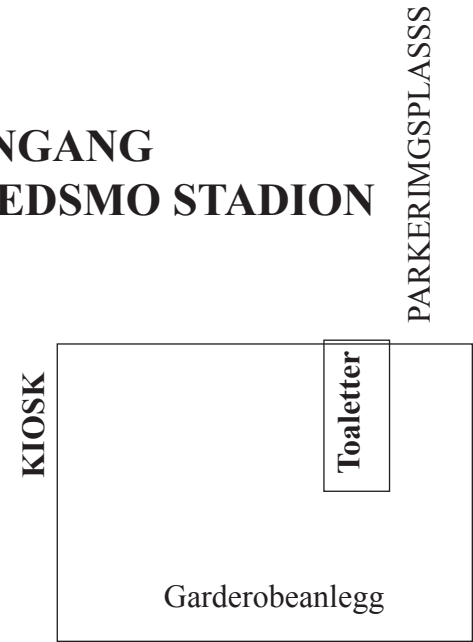 NGANG
EDSMO STADION
PARKERIMGSPLASSS
KIOSK
Toaletter
Garderobeanlegg